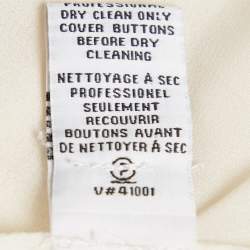 PROFESSIONAL
DRY CLEAN ONLY
COVER BUTTONS
BEFORE DRY
CLEANING
NETTOYAGE À SEC
PROFESSIONEL
SEULEMENT
RECOUVRIR
BOUTONS AVANT
DE NETTOYER À SEC
P
V#41001